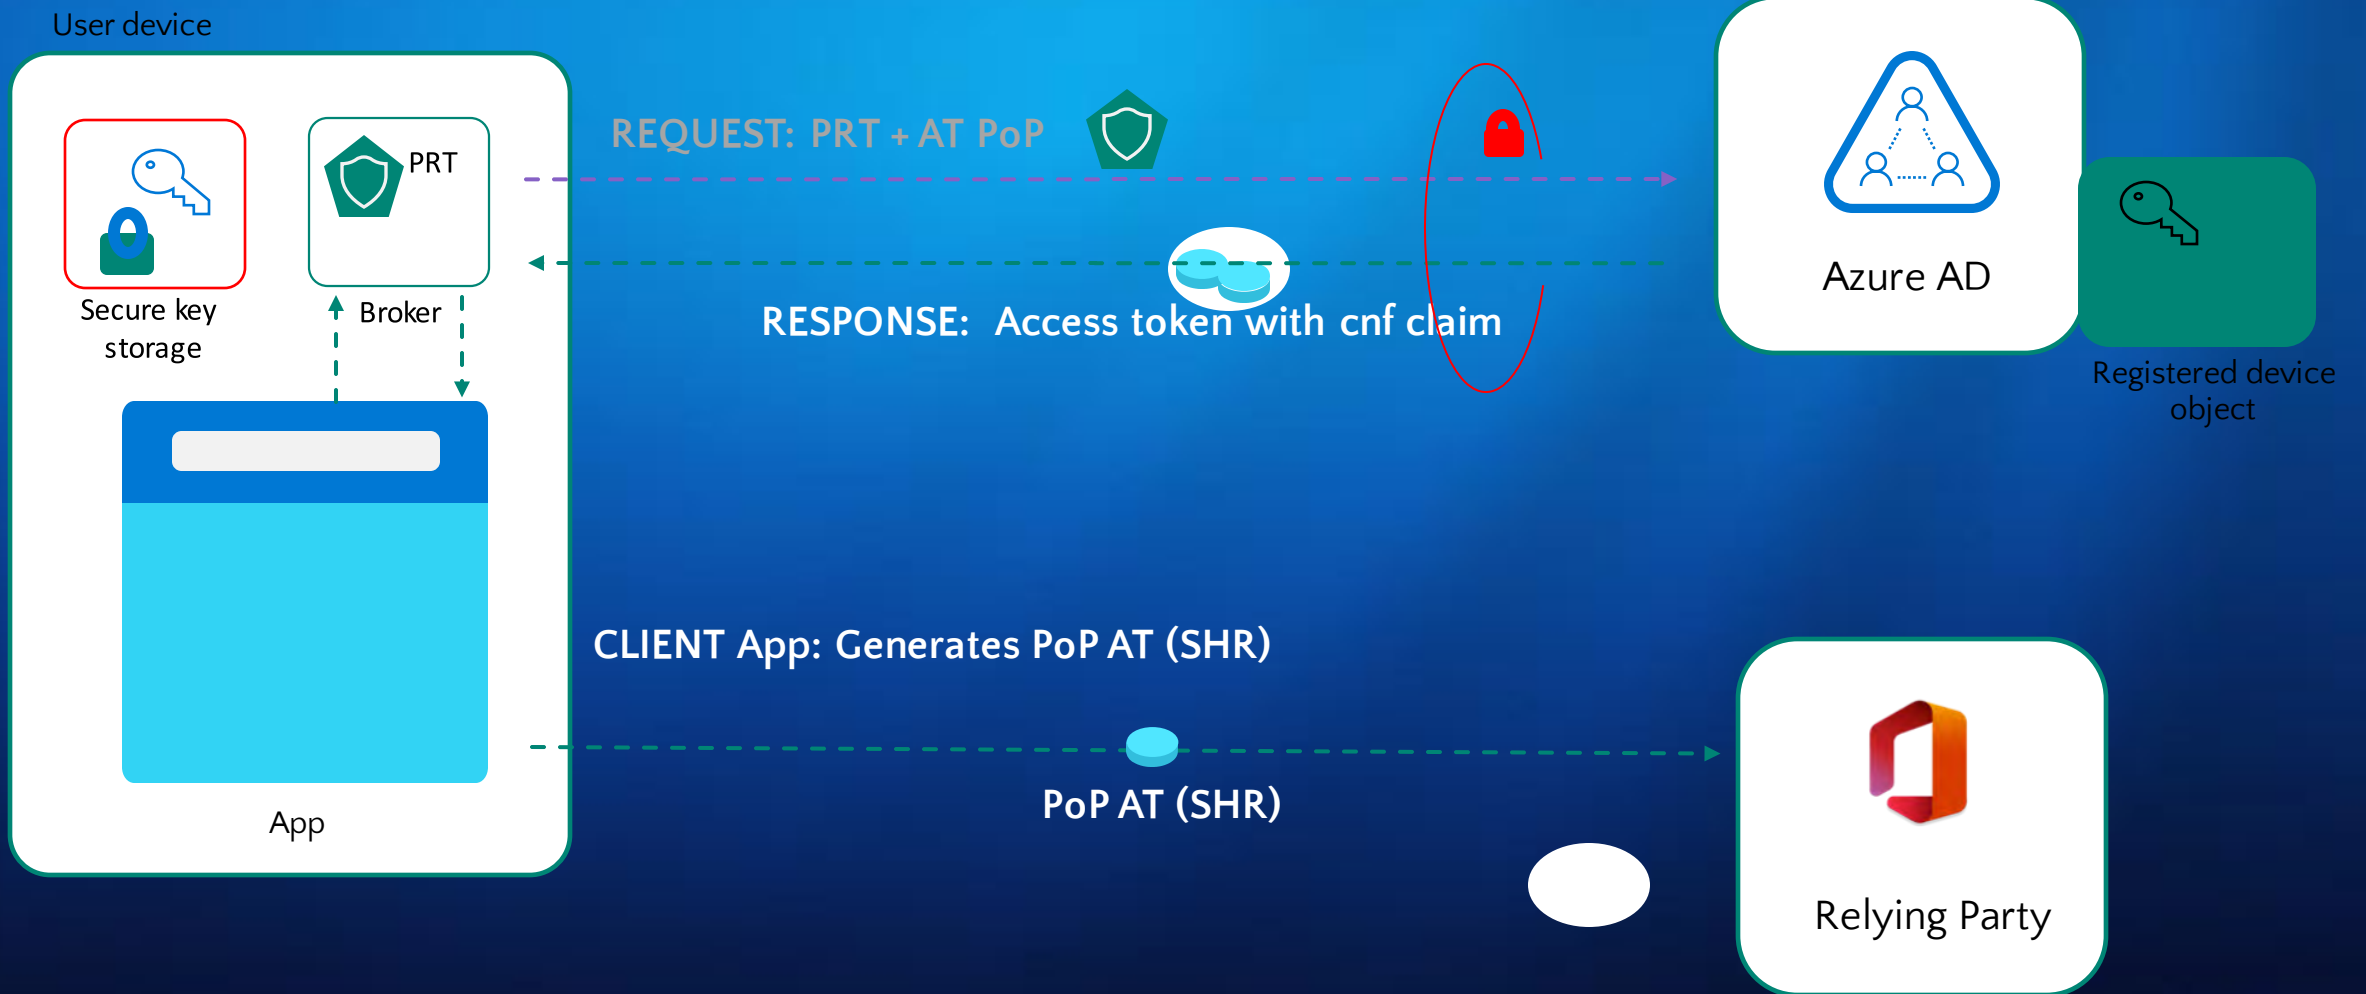 User device
REQUEST: PRT + AT PoP
PRT
Azure AD
Secure key
storage
Broker
RESPONSE: Access token with cnf claim
Registered device
object
CLIENT App: Generates PoP AT (SHR)
PoP AT (SHR)
App
Relying Party